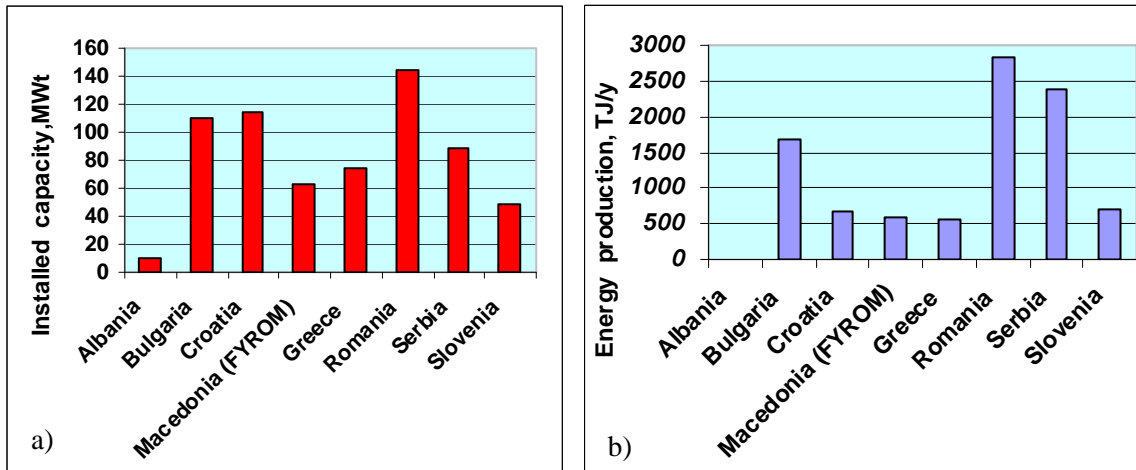 Installed capacity,MWt
160
140
120
100
80
60
40
20
0
Albania
Bulgaria
Croatia
Macedonia (FYROM)
Greece
Romania
Serbia
Slovenia
a)
Energy production, TJ/y
3000
2500
2000
1500
1000
500
0
Albania
Bulgaria
Croatia
Macedonia (FYROM)
Greece
Romania
Serbia
Slovenia
b)